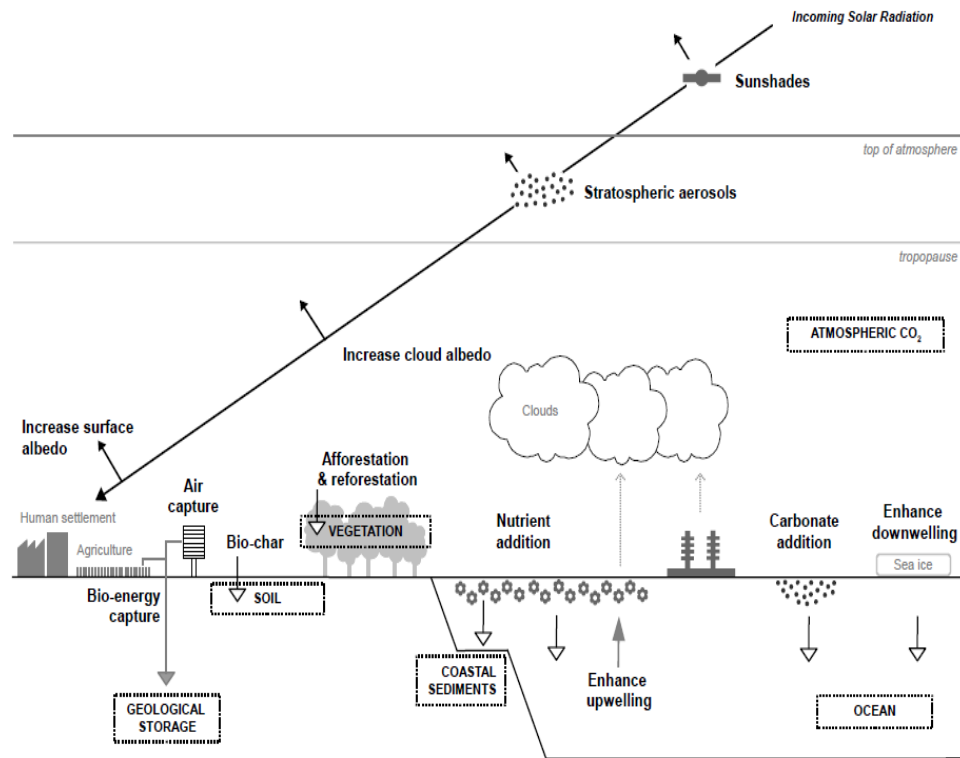 Incoming Solar Radiation
Sunshades
top of atmosphere
Stratospheric aerosols
tropopause
ATMOSPHERIC CO₂
Increase cloud albedo
Clouds
Increase surface
albedo
Afforestation
& reforestation
Air
capture
Human settlement
Agriculture
Bio-char
VEGETATION
Nutrient
addition
Carbonate
addition
Enhance
downwelling
Sea ice
Bio-energy
capture
SOIL
COASTAL
SEDIMENTS
Enhance
upwelling
GEOLOGICAL
STORAGE
OCEAN